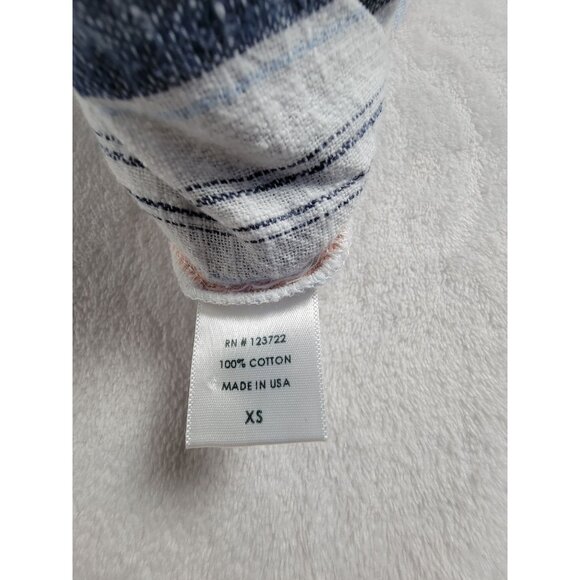 RN # 123722
100% COTTON
MADE IN USA
XS